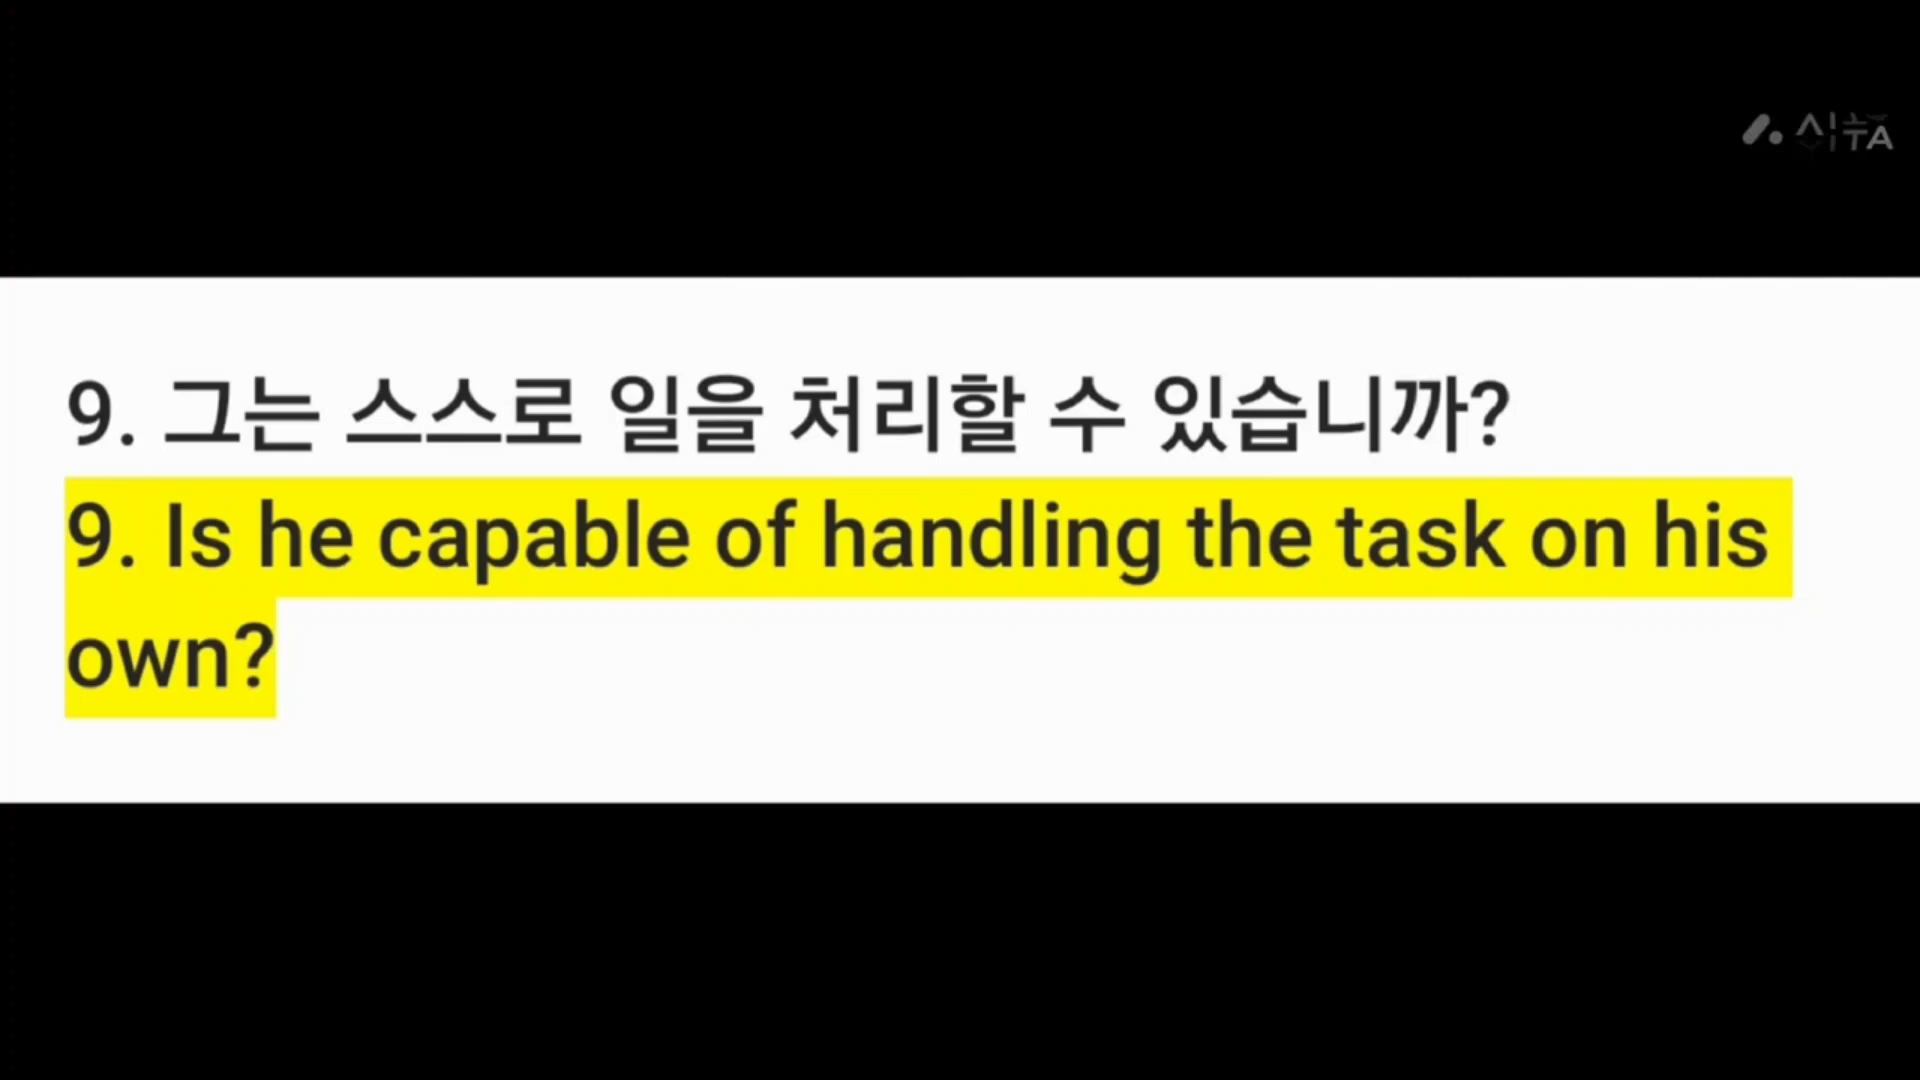 9. 그는 스스로 일을 처리할 수 있습니까?
9. Is he capable of handling the task on his
own?